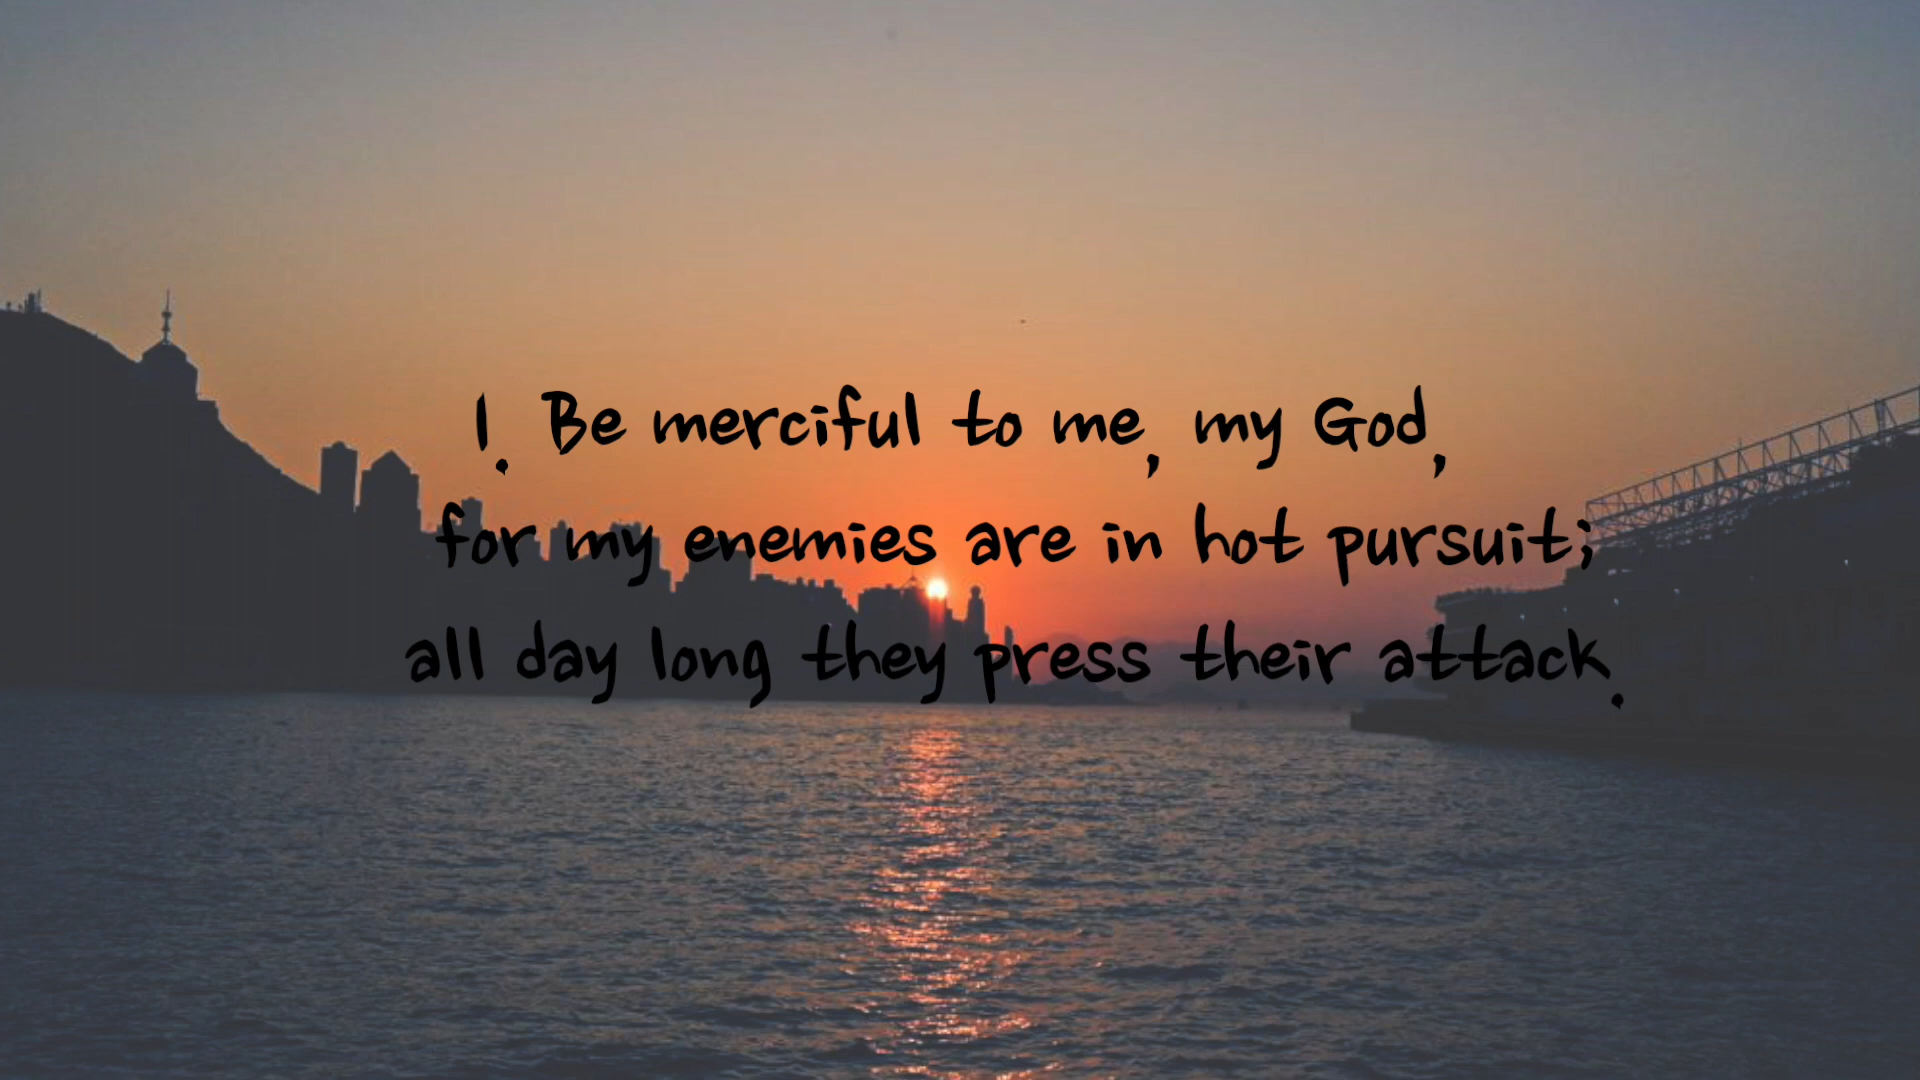 1. Be merciful to me, my God,
for my enemies are in hot pursuit;
all day long they press their attack.